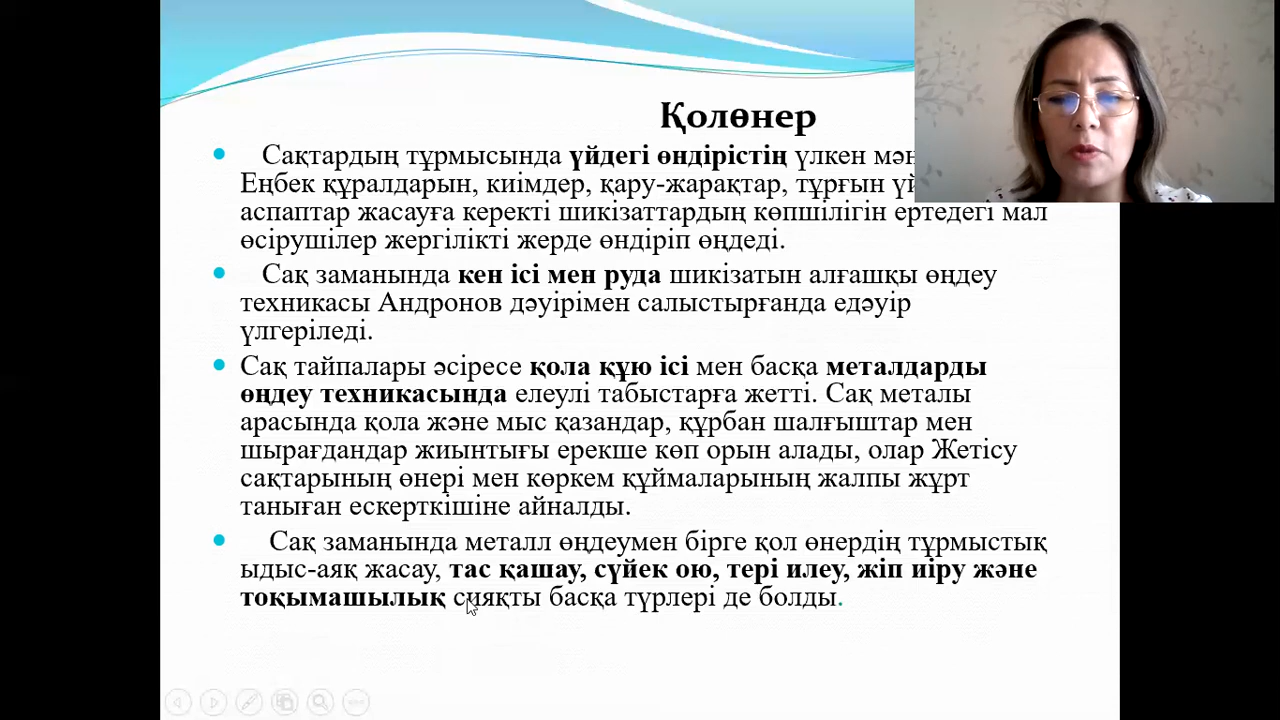 Қолөнер
Сақтардың тұрмысында үйдегі өндірістің үлкен
Еңбек құралдарын, киімдер, қару-жарақтар, тұрғын
аспаптар жасауға керекті шикізаттардың көпшілігін ертедегі мал
өсірушілер жергілікті жерде өндіріп өңдеді.
Сақ заманында кен ісі мен руда шикізатын алғашқы өңдеу
техникасы Андронов дәуірімен салыстырғанда едәуір
үлгеріледі.
Сақ тайпалары әсіресе қола құю ісі мен басқа металдарды
өңдеу техникасында елеулі табыстарға жетті. Сақ металы
арасында қола және мыс қазандар, құрбан шалғыштар мен
шырағдандар жиынтығы ерекше көп орын алады, олар Жетісу
сақтарының өнері мен көркем құймаларының жалпы жұрт
таныған ескерткішіне айналды.
Сақ заманында металл өңдеумен бірге қол өнердің тұрмыстық
ыдыс-аяқ жасау, тас қашау, сүйек ою, тері илеу, жіп иіру және
тоқымашылық сияқты басқа түрлері де болды.